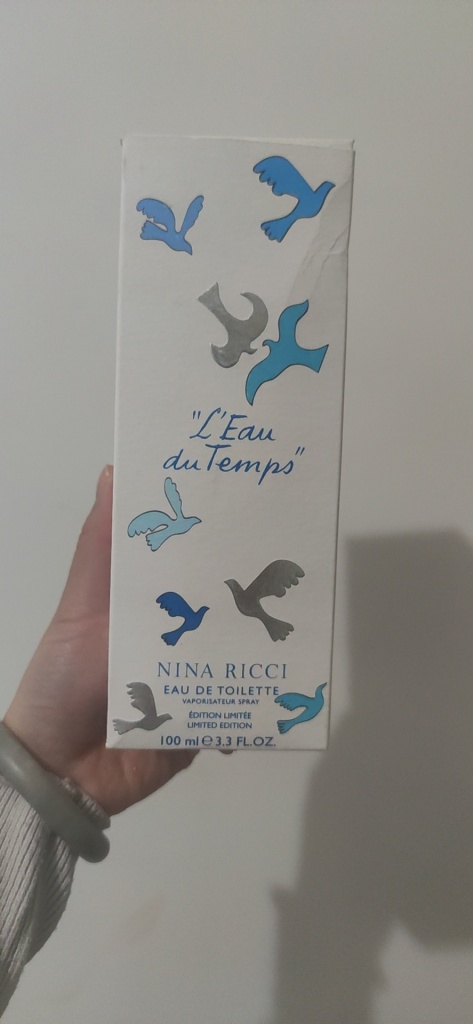 "L'Eau
du Temps"
NINA RICCI
EAU DE TOILETTE
VAPORISATEUR SPRAY
ÉDITION LIMITÉE
LIMITED EDITION
100 ml ℮ 3.3 FL.OZ.